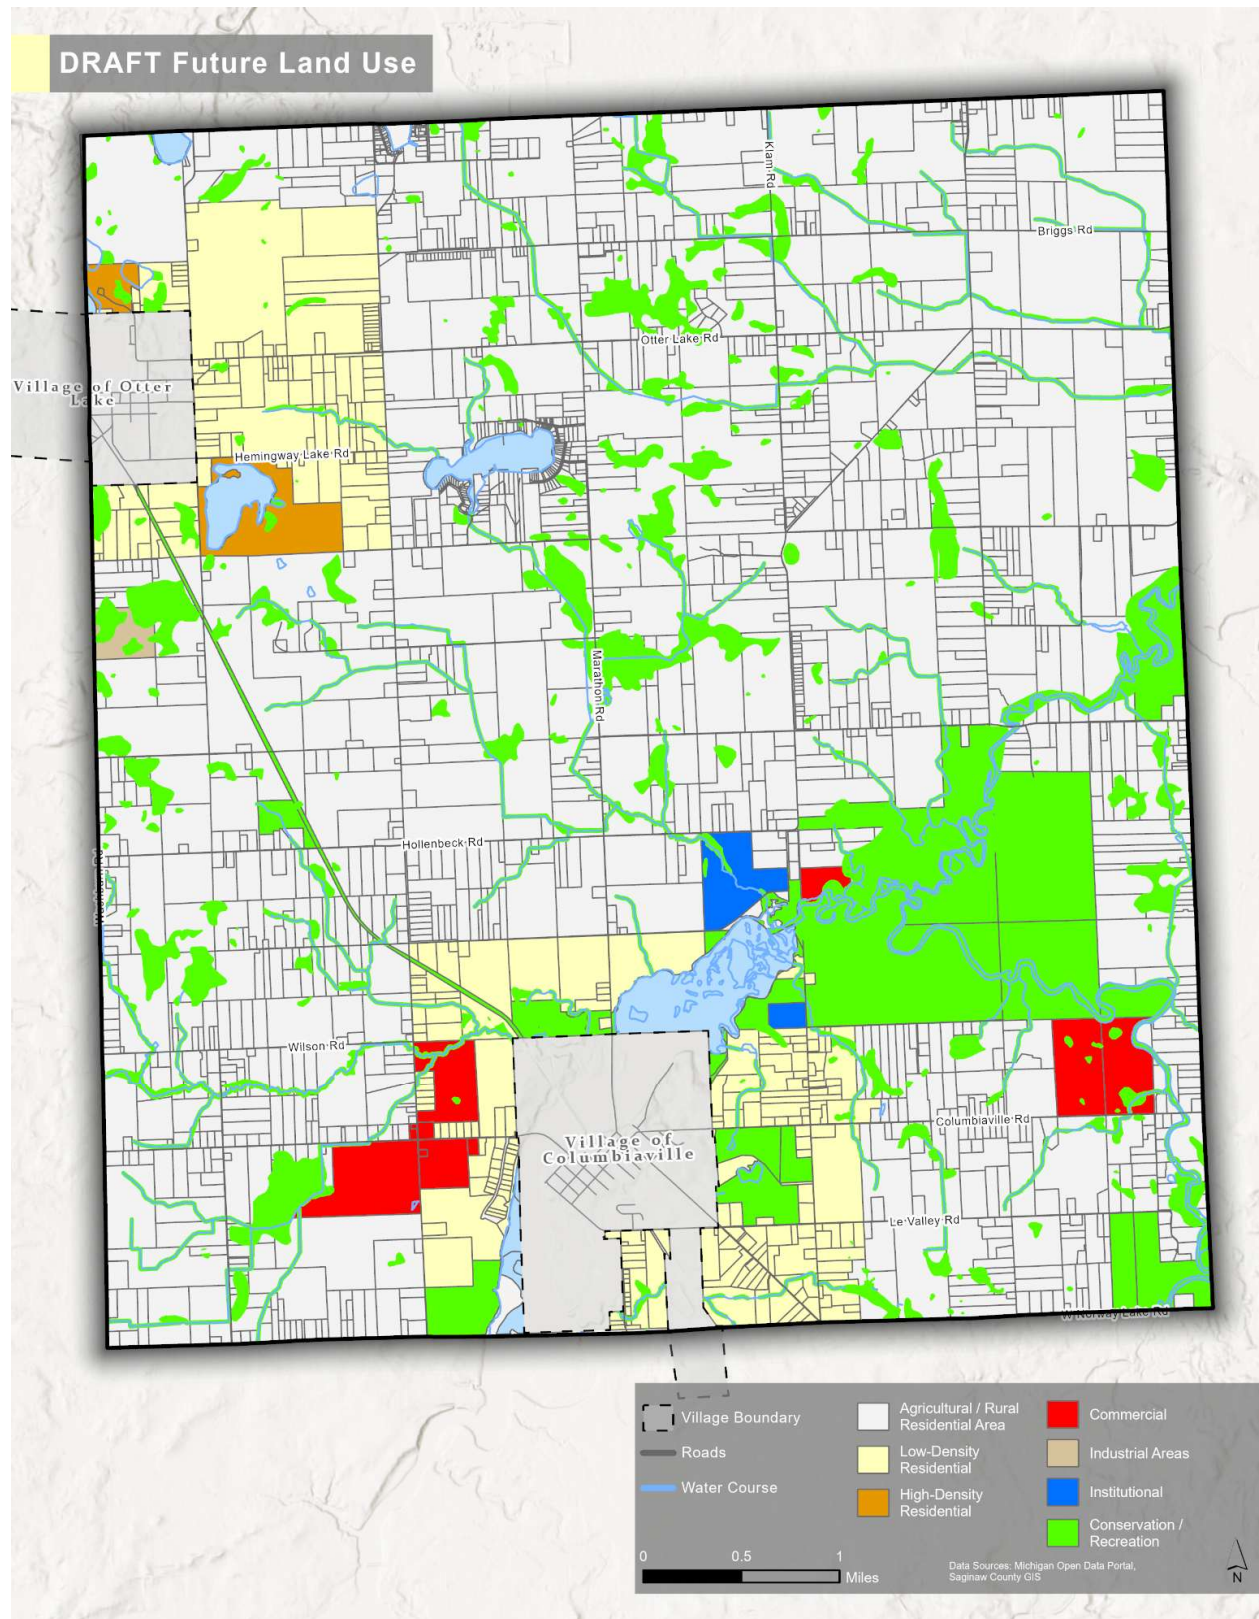 DRAFT Future Land Use
Klam Rd
Briggs Rd
Otter Lake Rd
Village of Otter
Lake
Hemingway Lake Rd
Marathon Rd
Hollenbeck Rd
Wilson Rd
Columbiaville Rd
Village of
Columbiaville
Le Valley Rd
W Norway Lake Rd
Village Boundary
Roads
Water Course
Agricultural / Rural
Residential Area
Low-Density
Residential
High-Density
Residential
Commercial
Industrial Areas
Institutional
Conservation /
Recreation
0 0.5 1
Miles
Data Sources: Michigan Open Data Portal,
Saginaw County GIS
N